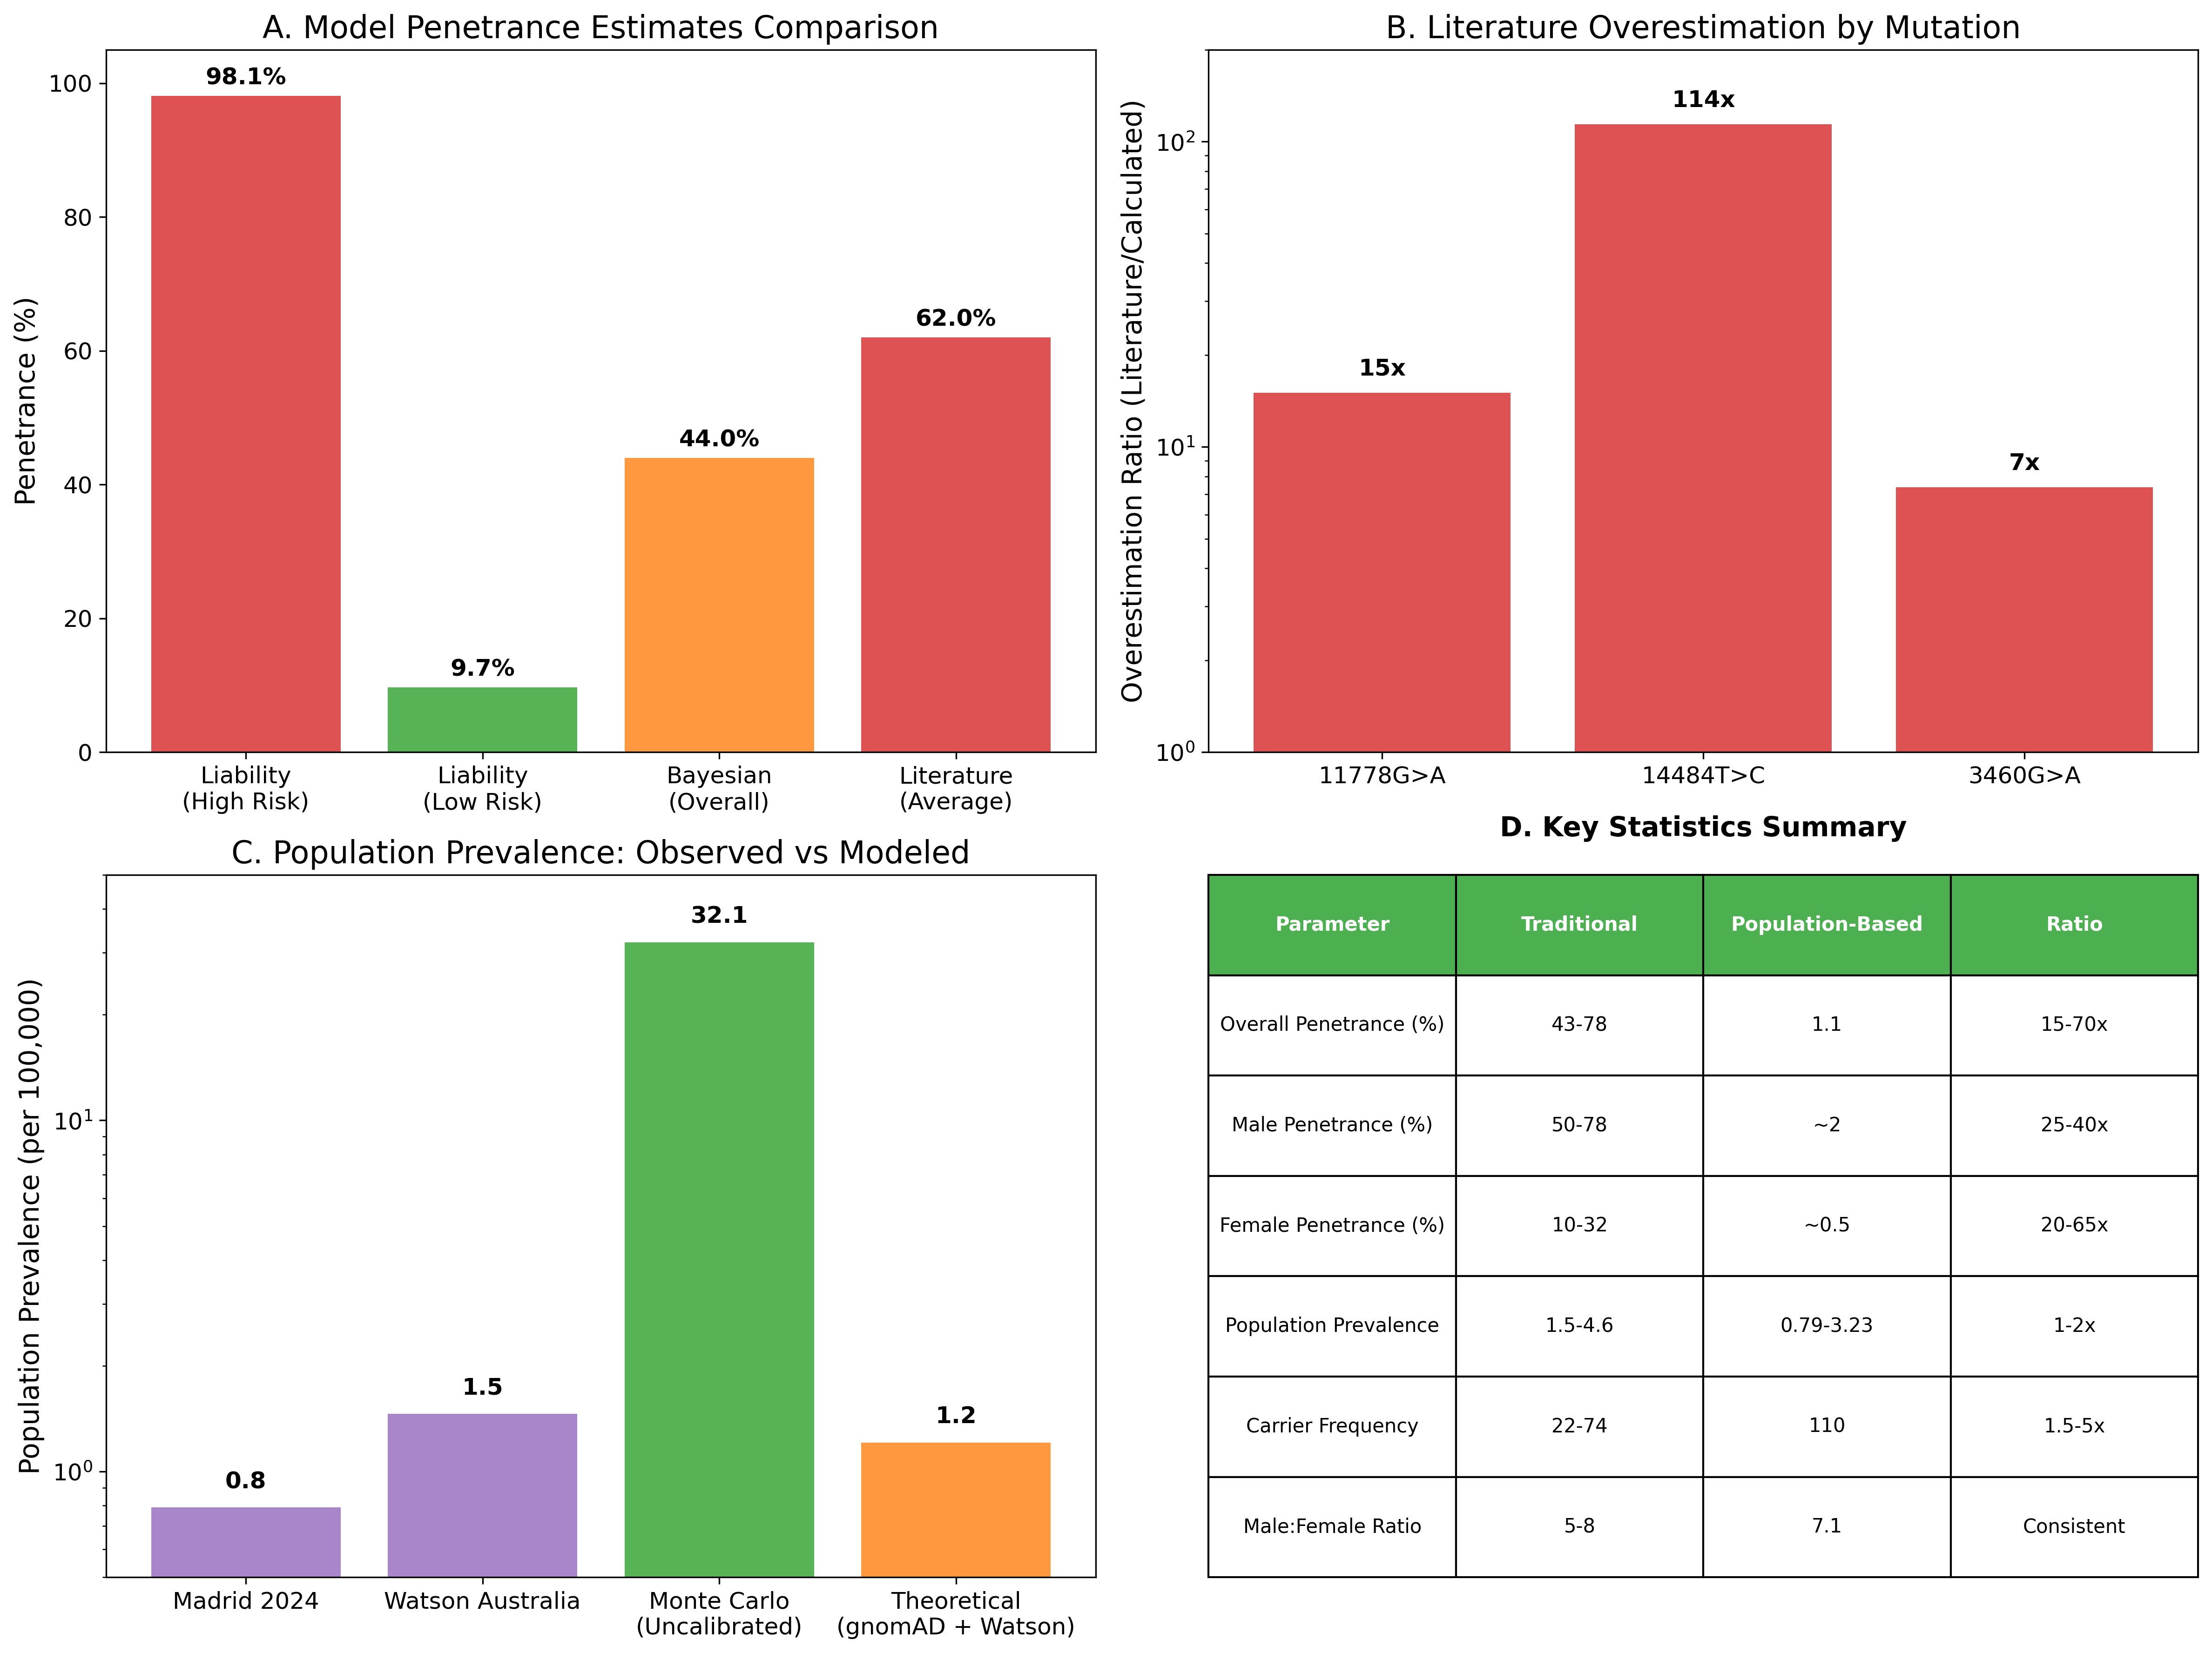 A. Model Penetrance Estimates Comparison
Penetrance (%)
100
80
60
40
20
0
98.1%
9.7%
44.0%
62.0%
Liability
(High Risk)
Liability
(Low Risk)
Bayesian
(Overall)
Literature
(Average)
B. Literature Overestimation by Mutation
Overestimation Ratio (Literature/Calculated)
10²
10¹
10⁰
15x
114x
7x
11778G>A
14484T>C
3460G>A
C. Population Prevalence: Observed vs Modeled
Population Prevalence (per 100,000)
10¹
10⁰
0.8
1.5
32.1
1.2
Madrid 2024
Watson Australia
Monte Carlo
(Uncalibrated)
Theoretical
(gnomAD + Watson)
D. Key Statistics Summary
Parameter Traditional Population-Based Ratio
Overall Penetrance (%) 43-78 1.1 15-70x
Male Penetrance (%) 50-78 ~2 25-40x
Female Penetrance (%) 10-32 ~0.5 20-65x
Population Prevalence 1.5-4.6 0.79-3.23 1-2x
Carrier Frequency 22-74 110 1.5-5x
Male:Female Ratio 5-8 7.1 Consistent